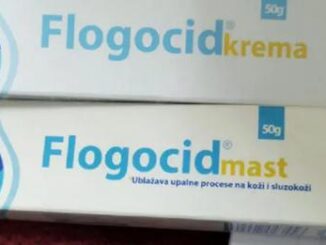 50g
Flogocid® krema
50g
Flogocid® mast
Ublažava upalne procese na koži i sluzokoži